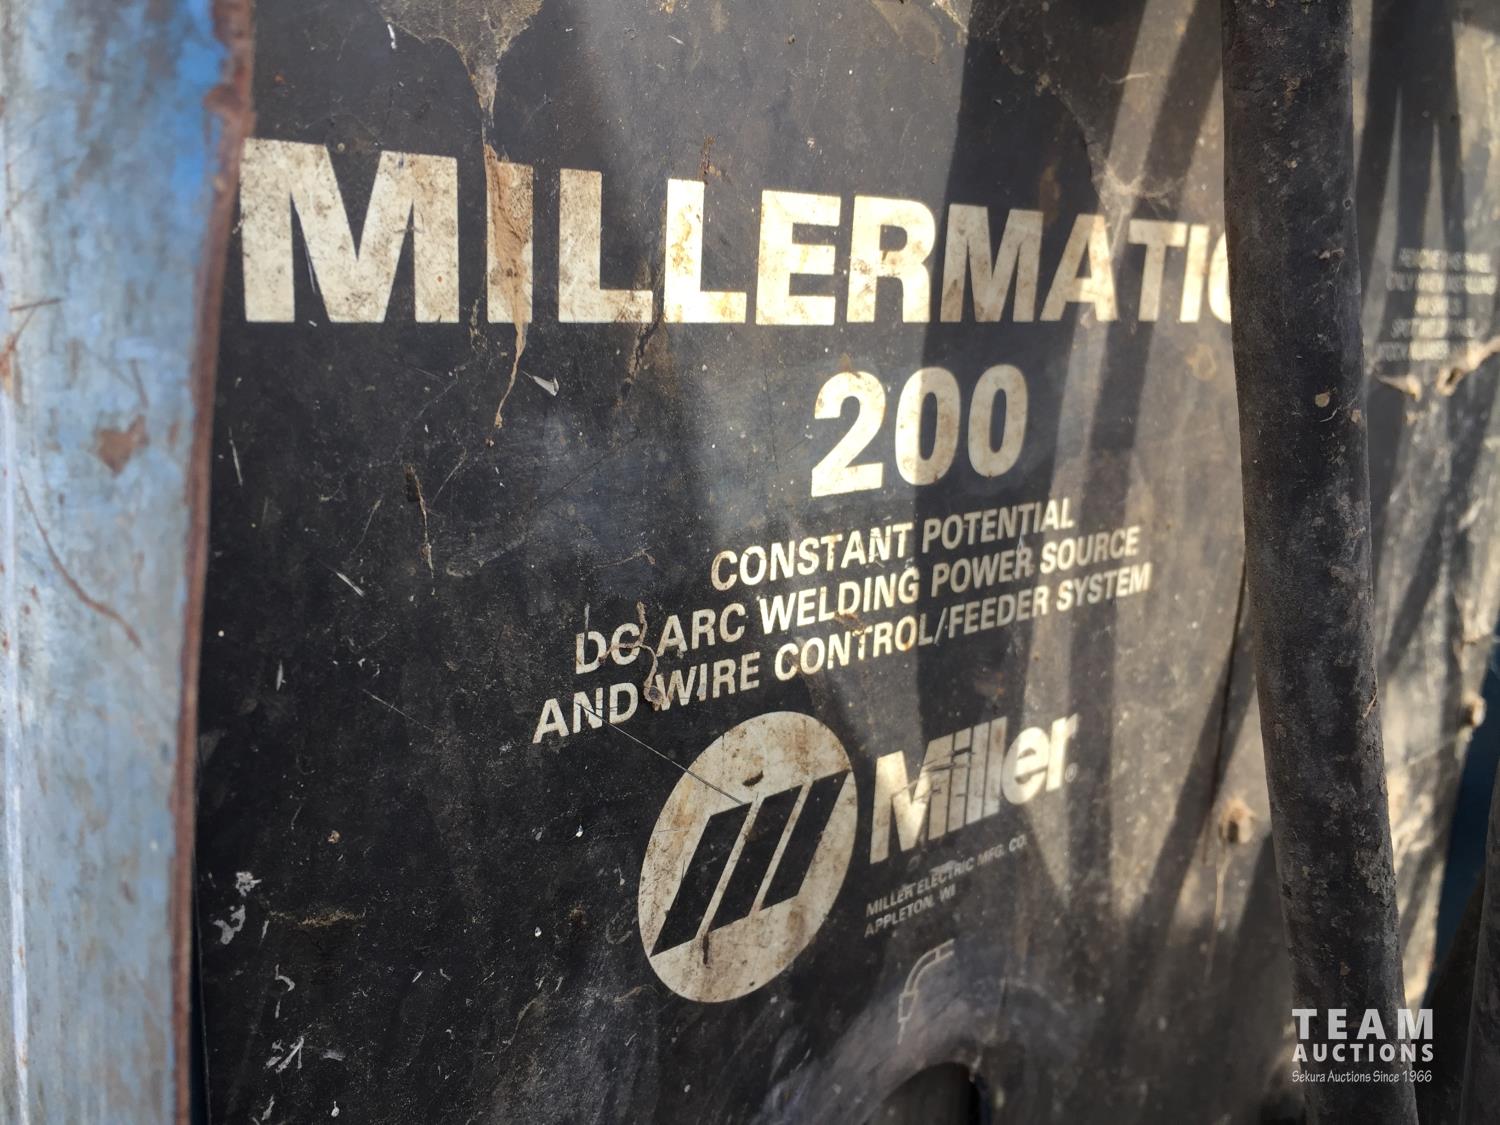 MILLERMATIC
200
CONSTANT POTENTIAL
DC ARC WELDING POWER SOURCE
AND WIRE CONTROL/FEEDER SYSTEM
Miller®
MILLER ELECTRIC MFG. CO.
APPLETON, WI
TEAM
AUCTIONS
Sekura Auctions Since 1966